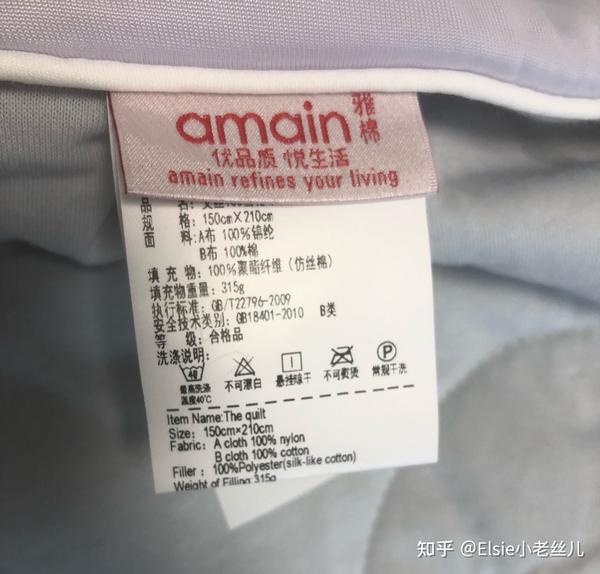 amain 雅棉
优品质 悦生活
amain refines your living
品
规 格: 150cm×210cm
面 料: A布 100%锦纶
B布 100%棉
填 充 物: 100%聚酯纤维（仿丝棉）
填充物重量: 315g
执行标准: GB/T22796-2009
安全技术类别: GB18401-2010 B类
等 级: 合格品
洗涤说明:
40
P
最高洗涤温度40℃ 不可漂白 悬挂晾干 不可熨烫 常规干洗
Item Name:The quilt
Size: 150cm×210cm
Fabric: A cloth 100% nylon
B cloth 100% cotton
Filler : 100%Polyester(silk-like cotton)
Weight of Filling:315g
知乎 @Elsie小老丝儿